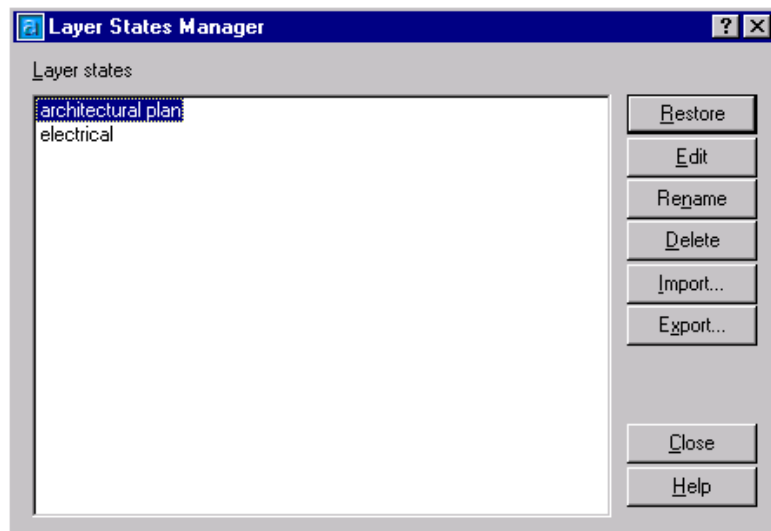 Layer States Manager
Layer states
architectural plan
electrical
Restore
Edit
Rename
Delete
Import...
Export...
Close
Help